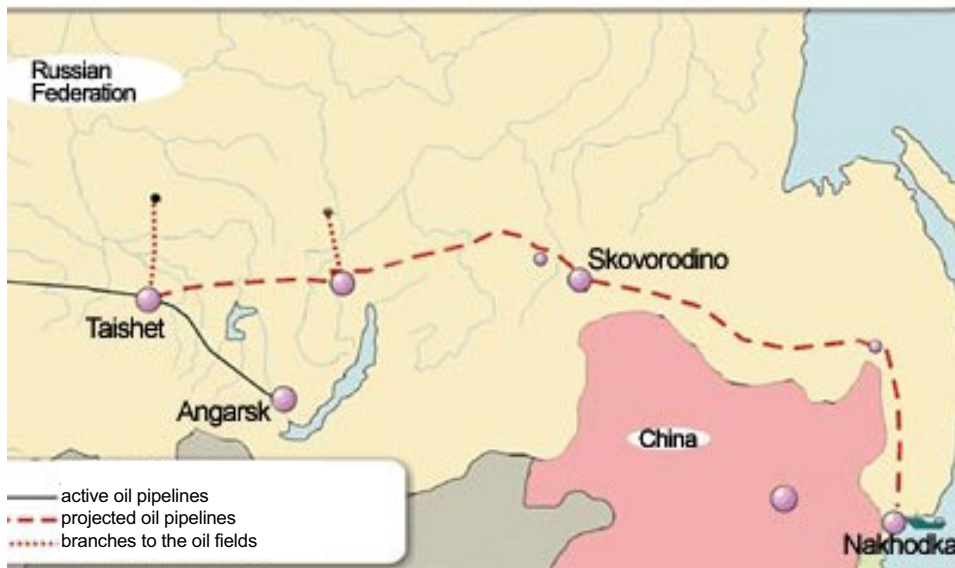 Russian
Federation
Skovorodino
Taishet
Angarsk
China
active oil pipelines
projected oil pipelines
branches to the oil fields
Nakhodka